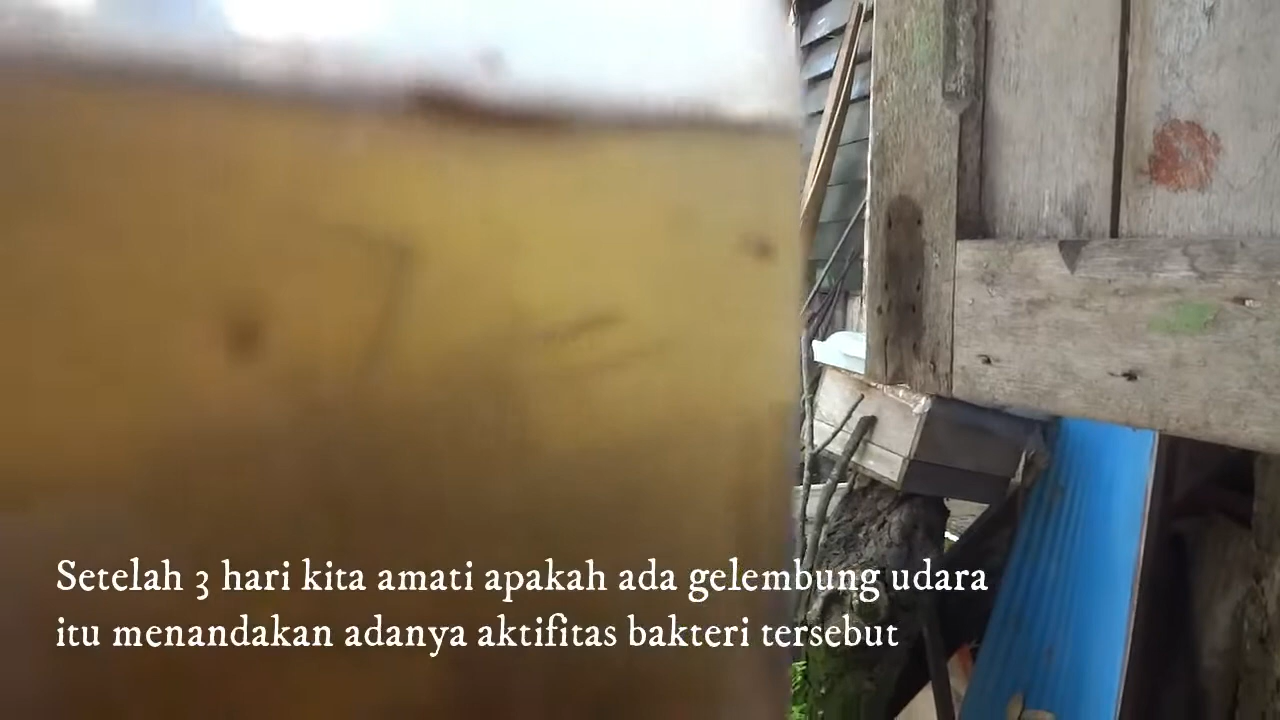 Setelah 3 hari kita amati apakah ada gelembung udara
itu menandakan adanya aktifitas bakteri tersebut